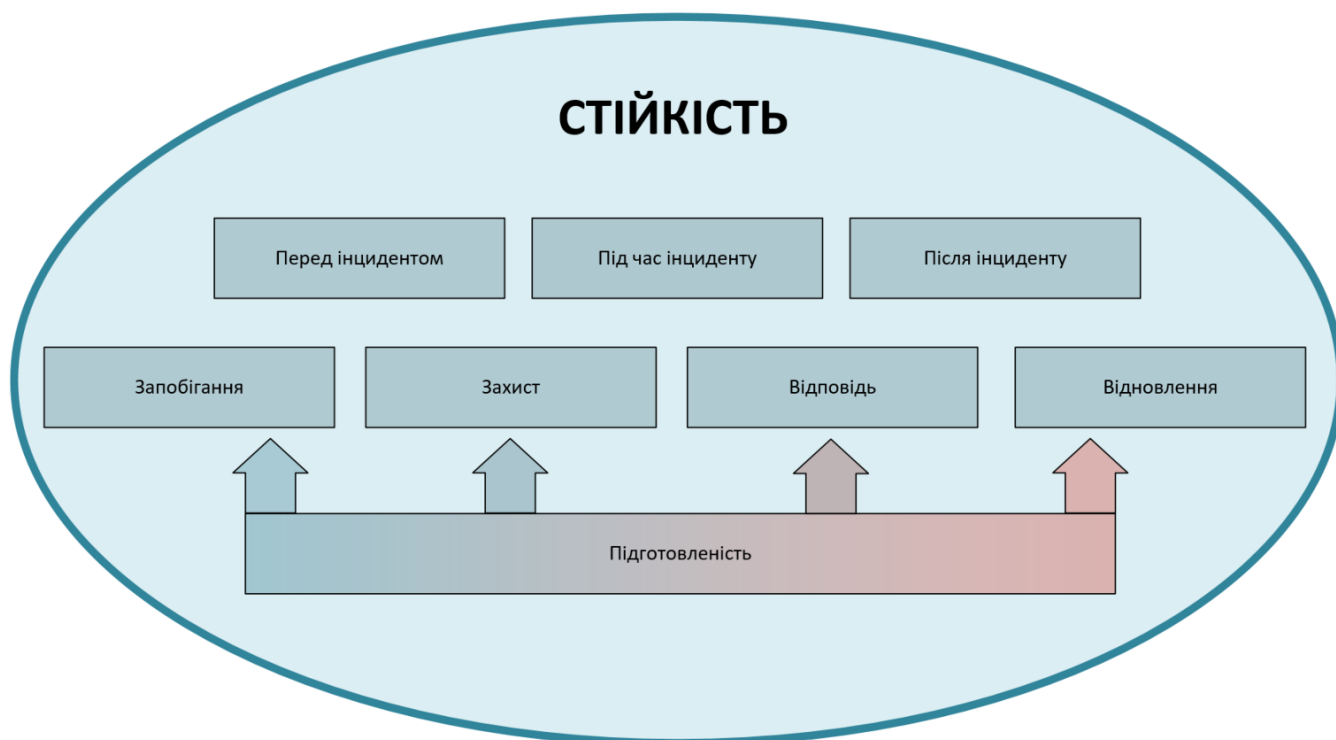 СТІЙКІСТЬ
Перед інцидентом
Під час інциденту
Після інциденту
Запобігання
Захист
Відповідь
Відновлення
Підготовленість